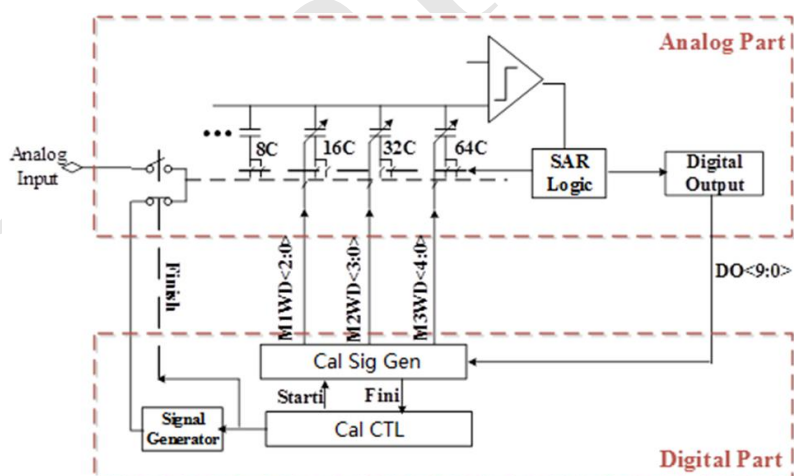 Analog Part
8C
16C
32C
64C
Analog
Input
SAR
Logic
Digital
Output
Finish
M1WD<2:0>
M2WD<3:0>
M3WD<4:0>
DO<9:0>
Cal Sig Gen
Starti
Fini
Signal
Generator
Cal CTL
Digital Part